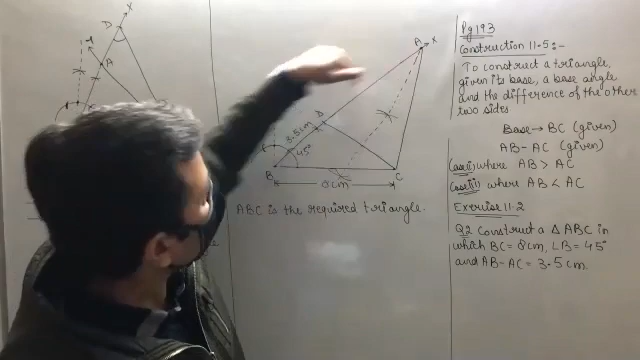 X
D
A
A
X
D
3.5cm
45°
B
C
8cm
ABC is the required triangle.
Pg 193
Construction 11.5:-
To construct a triangle,
given its base, a base angle
and the difference of the other
two sides
Base → BC (given)
AB-AC (given)
Case(i) where AB > AC
Case(ii) where AB < AC
Exercise 11.2
Q2 Construct a Δ ABC in
which BC = 8cm, ∠B = 45°
and AB-AC = 3.5 cm.